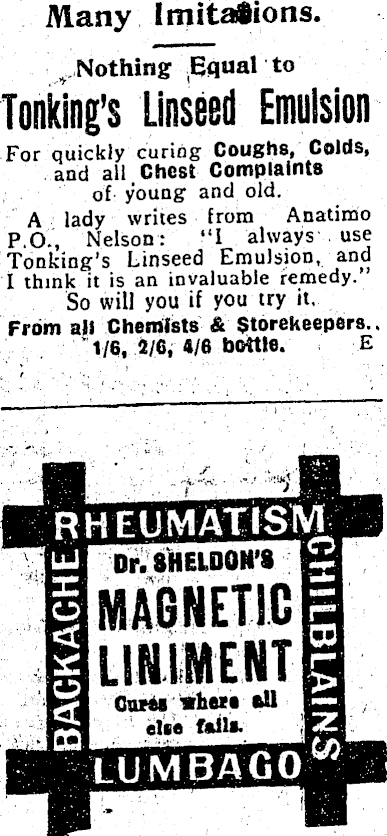 Many Imitations.
Nothing Equal to
Tonking's Linseed Emulsion
For quickly curing Coughs, Colds,
and all Chest Complaints
of young and old.
A lady writes from Anatimo
P.O., Nelson: "I always use
Tonking's Linseed Emulsion, and
I think it is an invaluable remedy."
So will you if you try it.
From all Chemists & Storekeepers.
1/6, 2/6, 4/6 bottle. E
RHEUMATISM
BACKACHE
Dr. SHELDON'S
MAGNETIC
LINIMENT
Cures where all
else fails.
CHILBLAINS
LUMBAGO